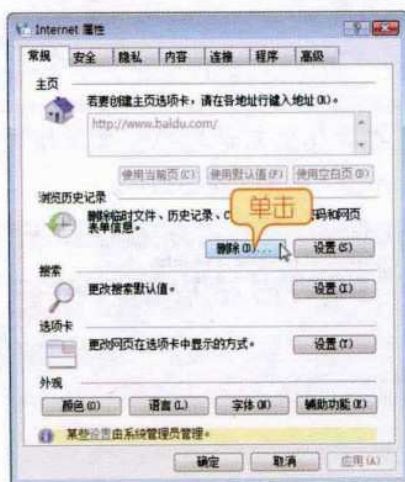 Internet 属性
常规 安全 隐私 内容 连接 程序 高级
主页
若要创建主页选项卡，请在各地址行键入地址(R)。
http://www.baidu.com/
使用当前页(C) 使用默认值(F) 使用空白页(B)
浏览历史记录
删除临时文件、历史记录、C 码和网页
表单信息。
单击
删除(D)... 设置(S)
搜索
更改搜索默认值。 设置(I)
选项卡
更改网页在选项卡中显示的方式。 设置(T)
外观
颜色(O) 语言(L) 字体(N) 辅助功能(E)
某些设置由系统管理员管理。
确定 取消 应用(A)